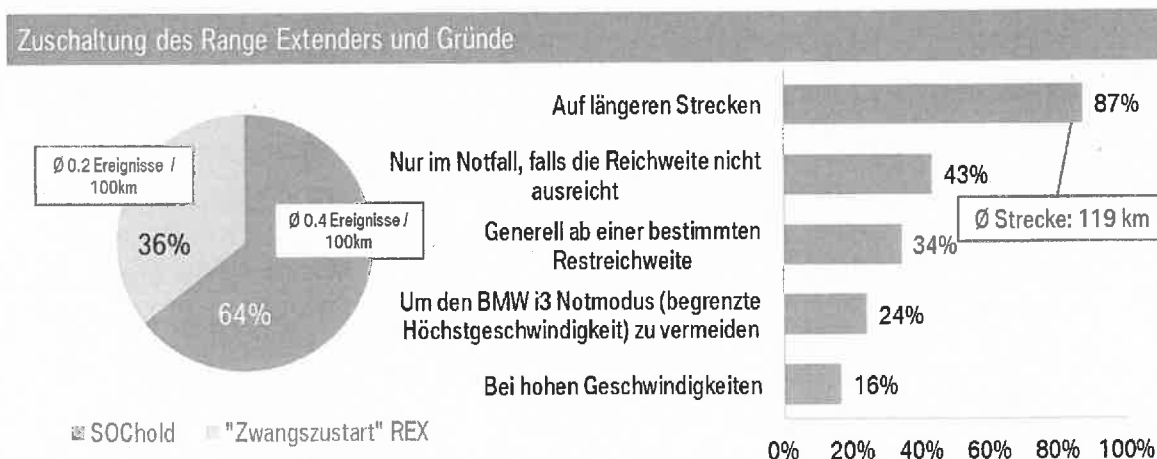 Zuschaltung des Range Extenders und Gründe
Ø 0.2 Ereignisse /
100km
36%
Ø 0.4 Ereignisse /
100km
64%
SOChold
"Zwangszustart" REX
Auf längeren Strecken
87%
Nur im Notfall, falls die Reichweite nicht
ausreicht
43%
Ø Strecke: 119 km
Generell ab einer bestimmten
Restreichweite
34%
Um den BMW i3 Notmodus (begrenzte
Höchstgeschwindigkeit) zu vermeiden
24%
Bei hohen Geschwindigkeiten
16%
0% 20% 40% 60% 80% 100%